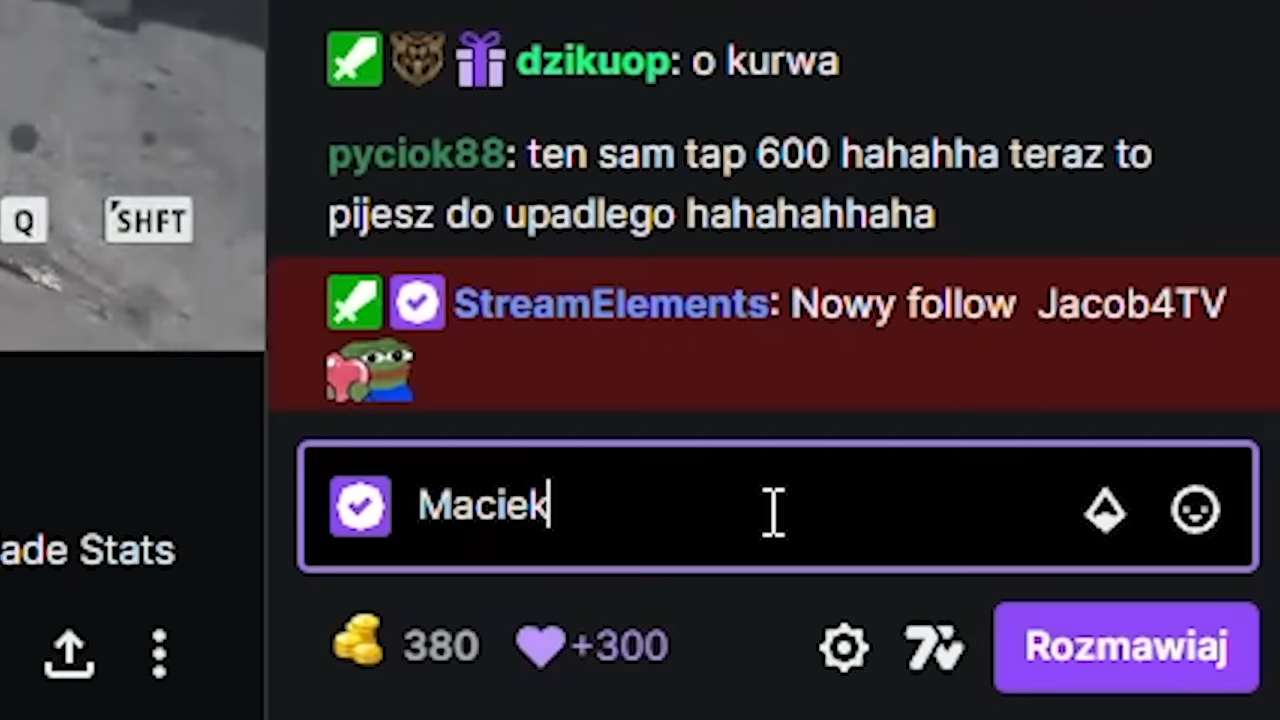 dzikuop: o kurwa
pyciok88: ten sam tap 600 hahahha teraz to
pijesz do upadlego hahahahhaha
Q SHFT
StreamElements: Nowy follow Jacob4TV
Maciek
ade Stats
380 +300 Rozmawiaj